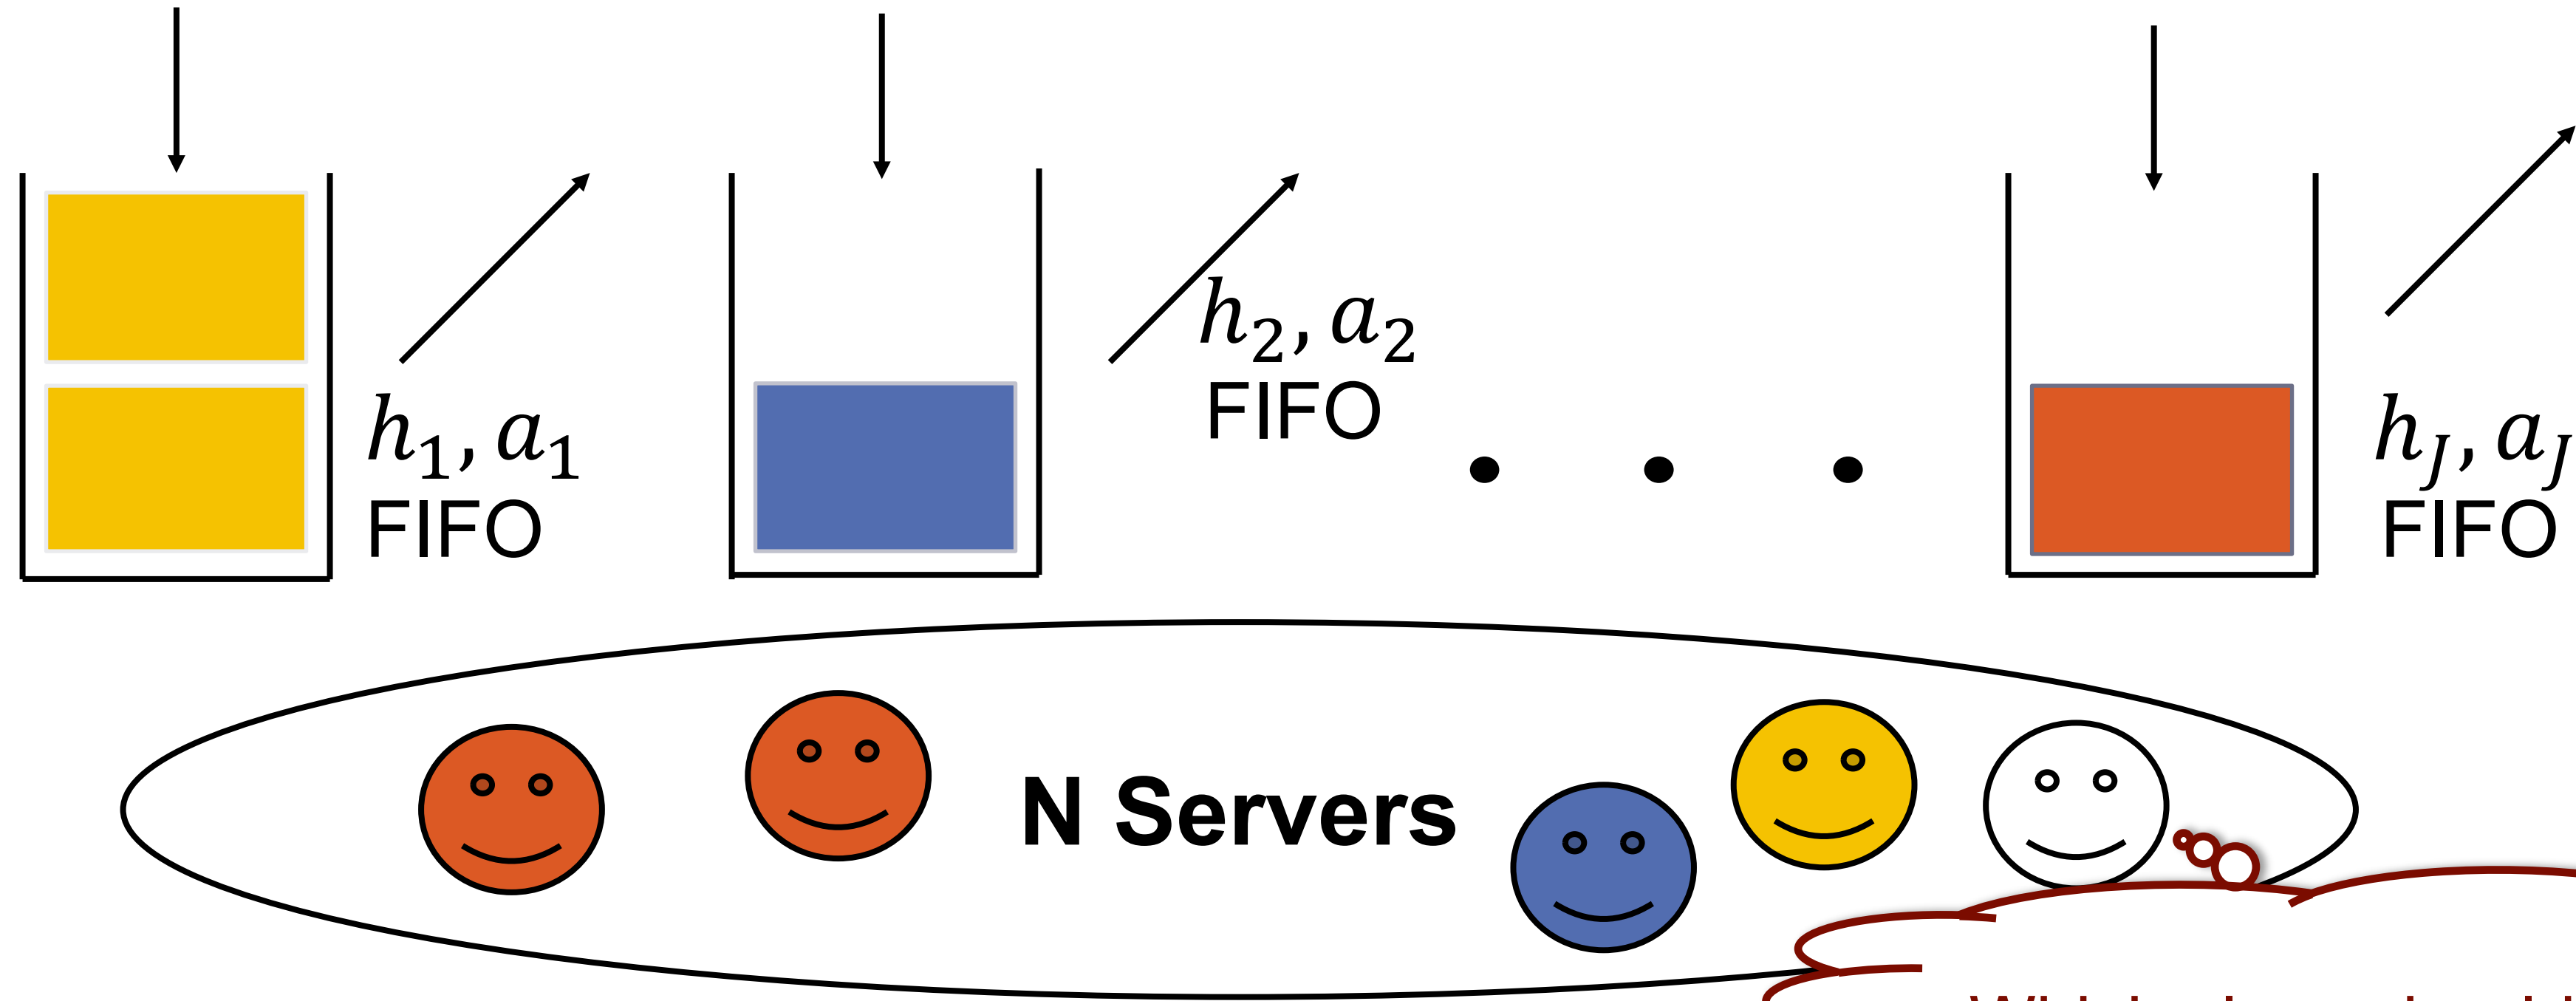 h₁, a₁
FIFO
h₂, a₂
FIFO
h_J, a_J
FIFO
N Servers